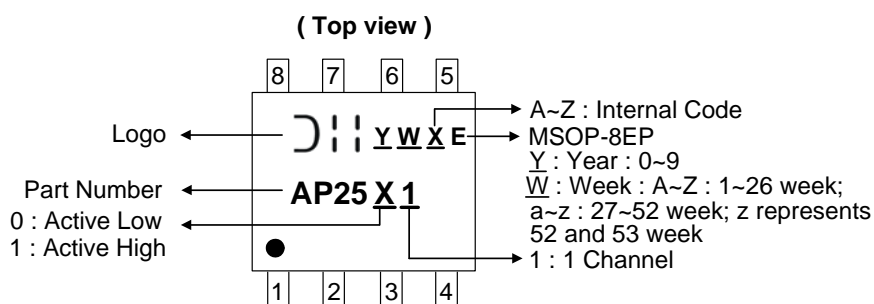 ( Top view )
8 7 6 5
A~Z : Internal Code
Logo
Y W X E
MSOP-8EP
Y : Year : 0~9
W : Week : A~Z : 1~26 week;
a~z : 27~52 week; z represents
52 and 53 week
Part Number
AP25 X 1
0 : Active Low
1 : Active High
1 : 1 Channel
1 2 3 4